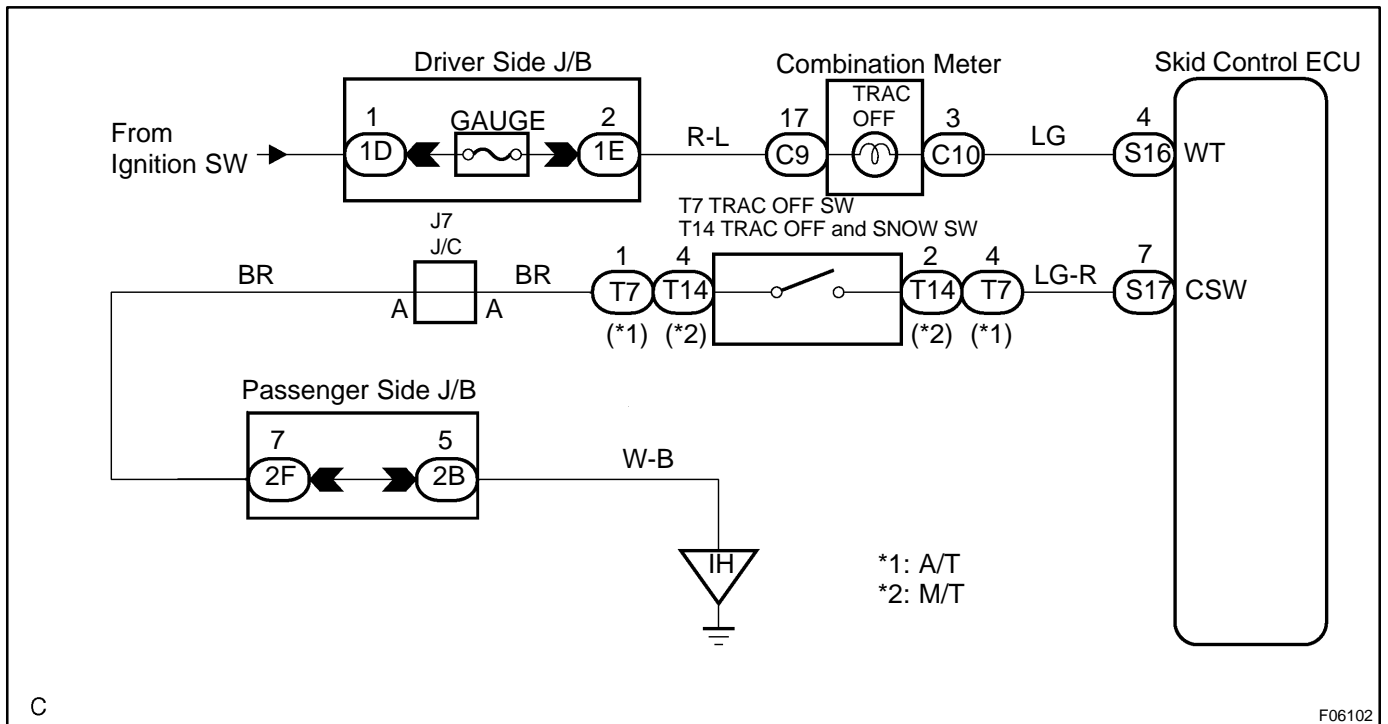 Driver Side J/B
Combination Meter
Skid Control ECU
From
Ignition SW
1
1D
GAUGE
2
1E
R-L
17
C9
TRAC
OFF
3
C10
LG
4
S16
WT
T7 TRAC OFF SW
T14 TRAC OFF and SNOW SW
J7
J/C
BR
A
A
BR
1
T7
(*1)
4
T14
(*2)
2
T14
(*2)
4
T7
(*1)
LG-R
7
S17
CSW
Passenger Side J/B
7
2F
5
2B
W-B
IH
*1: A/T
*2: M/T
C
F06102